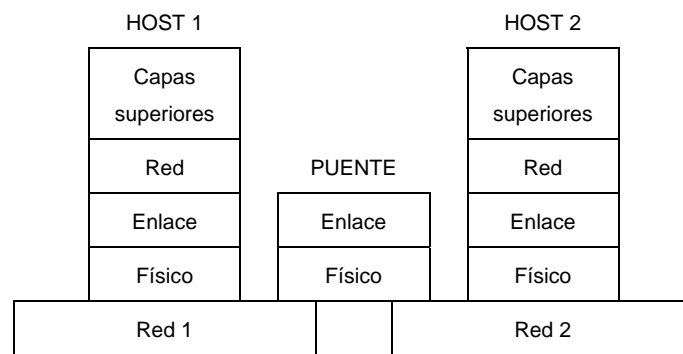 HOST 1
HOST 2
Capas
superiores
Capas
superiores
Red
PUENTE
Red
Enlace
Enlace
Enlace
Físico
Físico
Físico
Red 1
Red 2